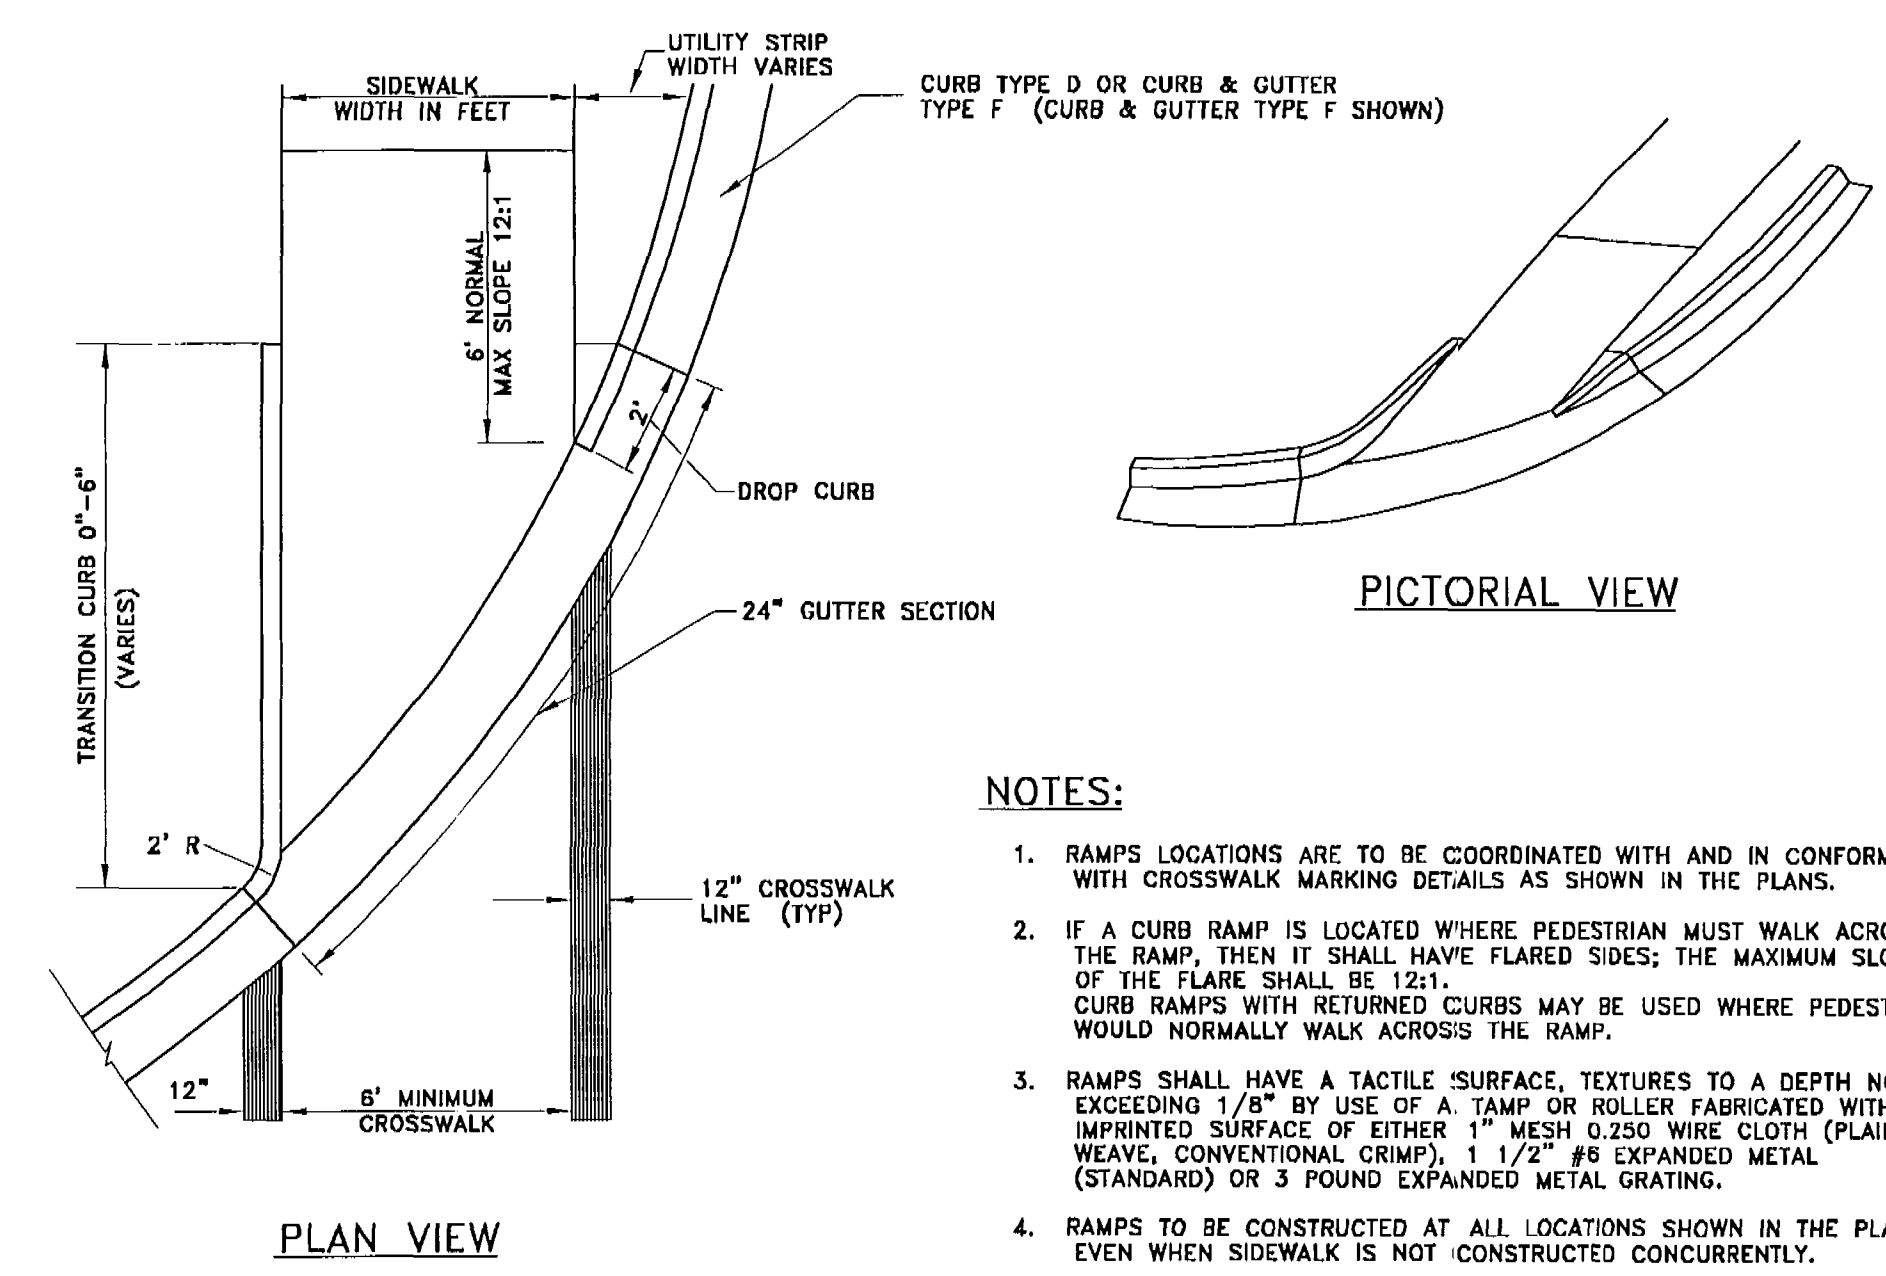 UTILITY STRIP
WIDTH VARIES
SIDEWALK
WIDTH IN FEET
CURB TYPE D OR CURB & GUTTER
TYPE F (CURB & GUTTER TYPE F SHOWN)
6' NORMAL
MAX SLOPE 12:1
2'
DROP CURB
TRANSITION CURB 0"-6"
(VARIES)
24" GUTTER SECTION
PICTORIAL VIEW
2' R
12" CROSSWALK
LINE (TYP)
12"
6' MINIMUM
CROSSWALK
PLAN VIEW
NOTES:
1. RAMPS LOCATIONS ARE TO BE COORDINATED WITH AND IN CONFORM
WITH CROSSWALK MARKING DETAILS AS SHOWN IN THE PLANS.
2. IF A CURB RAMP IS LOCATED WHERE PEDESTRIAN MUST WALK ACRO
THE RAMP, THEN IT SHALL HAVE FLARED SIDES; THE MAXIMUM SLO
OF THE FLARE SHALL BE 12:1.
CURB RAMPS WITH RETURNED CURBS MAY BE USED WHERE PEDEST
WOULD NORMALLY WALK ACROSS THE RAMP.
3. RAMPS SHALL HAVE A TACTILE SURFACE, TEXTURES TO A DEPTH NO
EXCEEDING 1/8" BY USE OF A TAMP OR ROLLER FABRICATED WITH
IMPRINTED SURFACE OF EITHER 1" MESH 0.250 WIRE CLOTH (PLAI
WEAVE, CONVENTIONAL CRIMP), 1 1/2" #6 EXPANDED METAL
(STANDARD) OR 3 POUND EXPANDED METAL GRATING.
4. RAMPS TO BE CONSTRUCTED AT ALL LOCATIONS SHOWN IN THE PLA
EVEN WHEN SIDEWALK IS NOT CONSTRUCTED CONCURRENTLY.